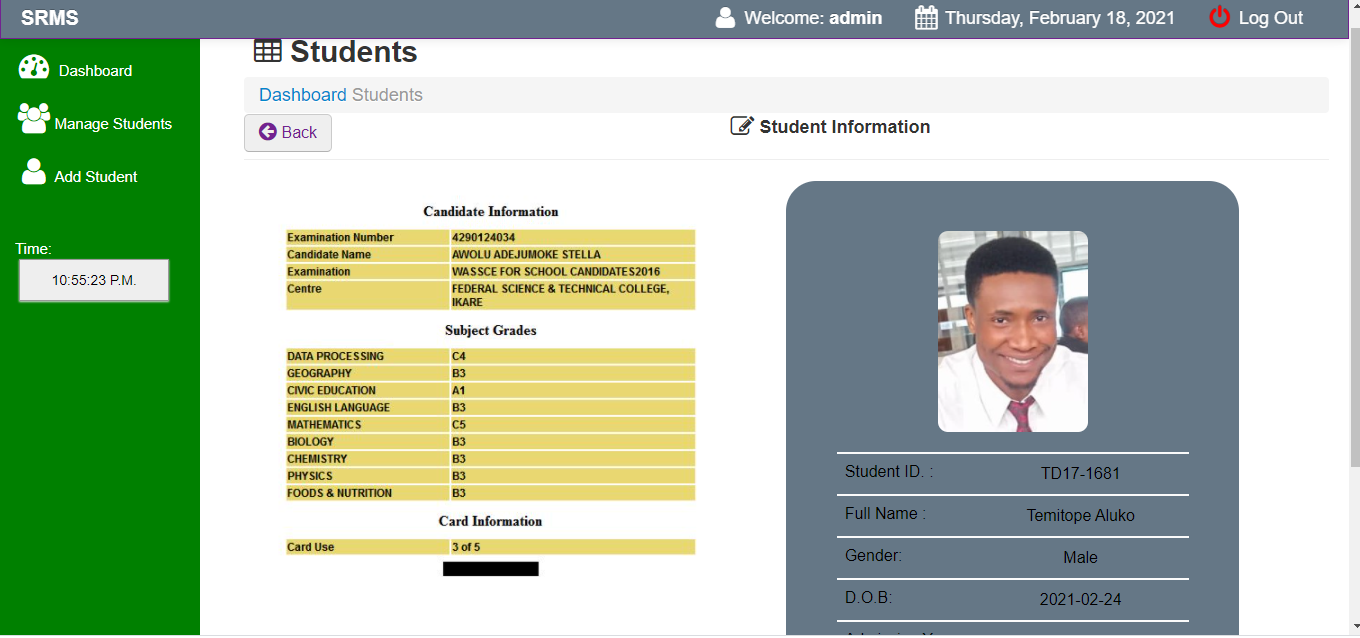 SRMS
Welcome: admin
Thursday, February 18, 2021
Log Out
Dashboard
Manage Students
Add Student
Time:
10:55:23 P.M.
Students
Dashboard Students
Back
Student Information
Candidate Information
Examination Number 4290124034
Candidate Name AWOLU ADEJUMOKE STELLA
Examination WASSCE FOR SCHOOL CANDIDATES2016
Centre FEDERAL SCIENCE & TECHNICAL COLLEGE,
IKARE
Subject Grades
DATA PROCESSING C4
GEOGRAPHY B3
CIVIC EDUCATION A1
ENGLISH LANGUAGE B3
MATHEMATICS C5
BIOLOGY B3
CHEMISTRY B3
PHYSICS B3
FOODS & NUTRITION B3
Card Information
Card Use 3 of 5
Student ID. : TD17-1681
Full Name : Temitope Aluko
Gender: Male
D.O.B: 2021-02-24